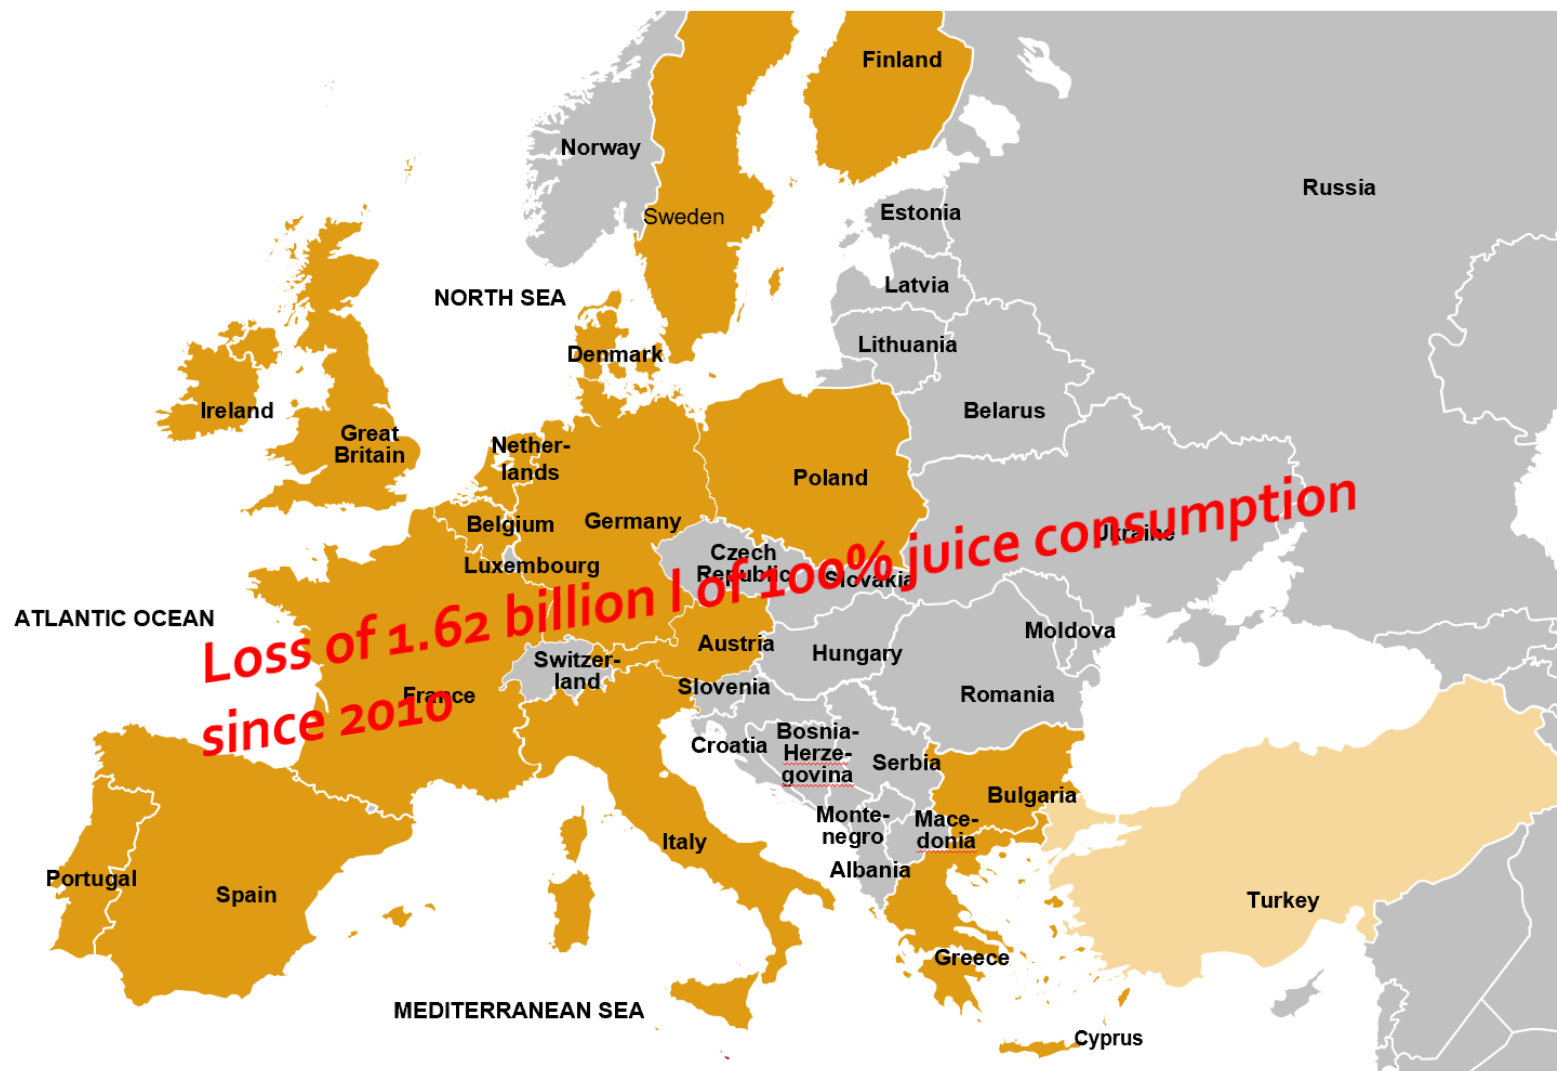 Finland
Norway
Russia
Estonia
Sweden
Latvia
NORTH SEA
Lithuania
Denmark
Ireland
Belarus
Great
Britain
Nether-
lands
Poland
Belgium
Germany
Ukraine
Czech
Republic
Luxembourg
Slovakia
ATLANTIC OCEAN
Loss of 1.62 billion l of 100% juice consumption
since 2010
Moldova
Austria
Hungary
Switzer-
land
Slovenia
France
Romania
Bosnia-
Herze-
govina
Croatia
Serbia
Bulgaria
Monte-
negro
Mace-
donia
Italy
Albania
Portugal
Spain
Turkey
Greece
MEDITERRANEAN SEA
Cyprus